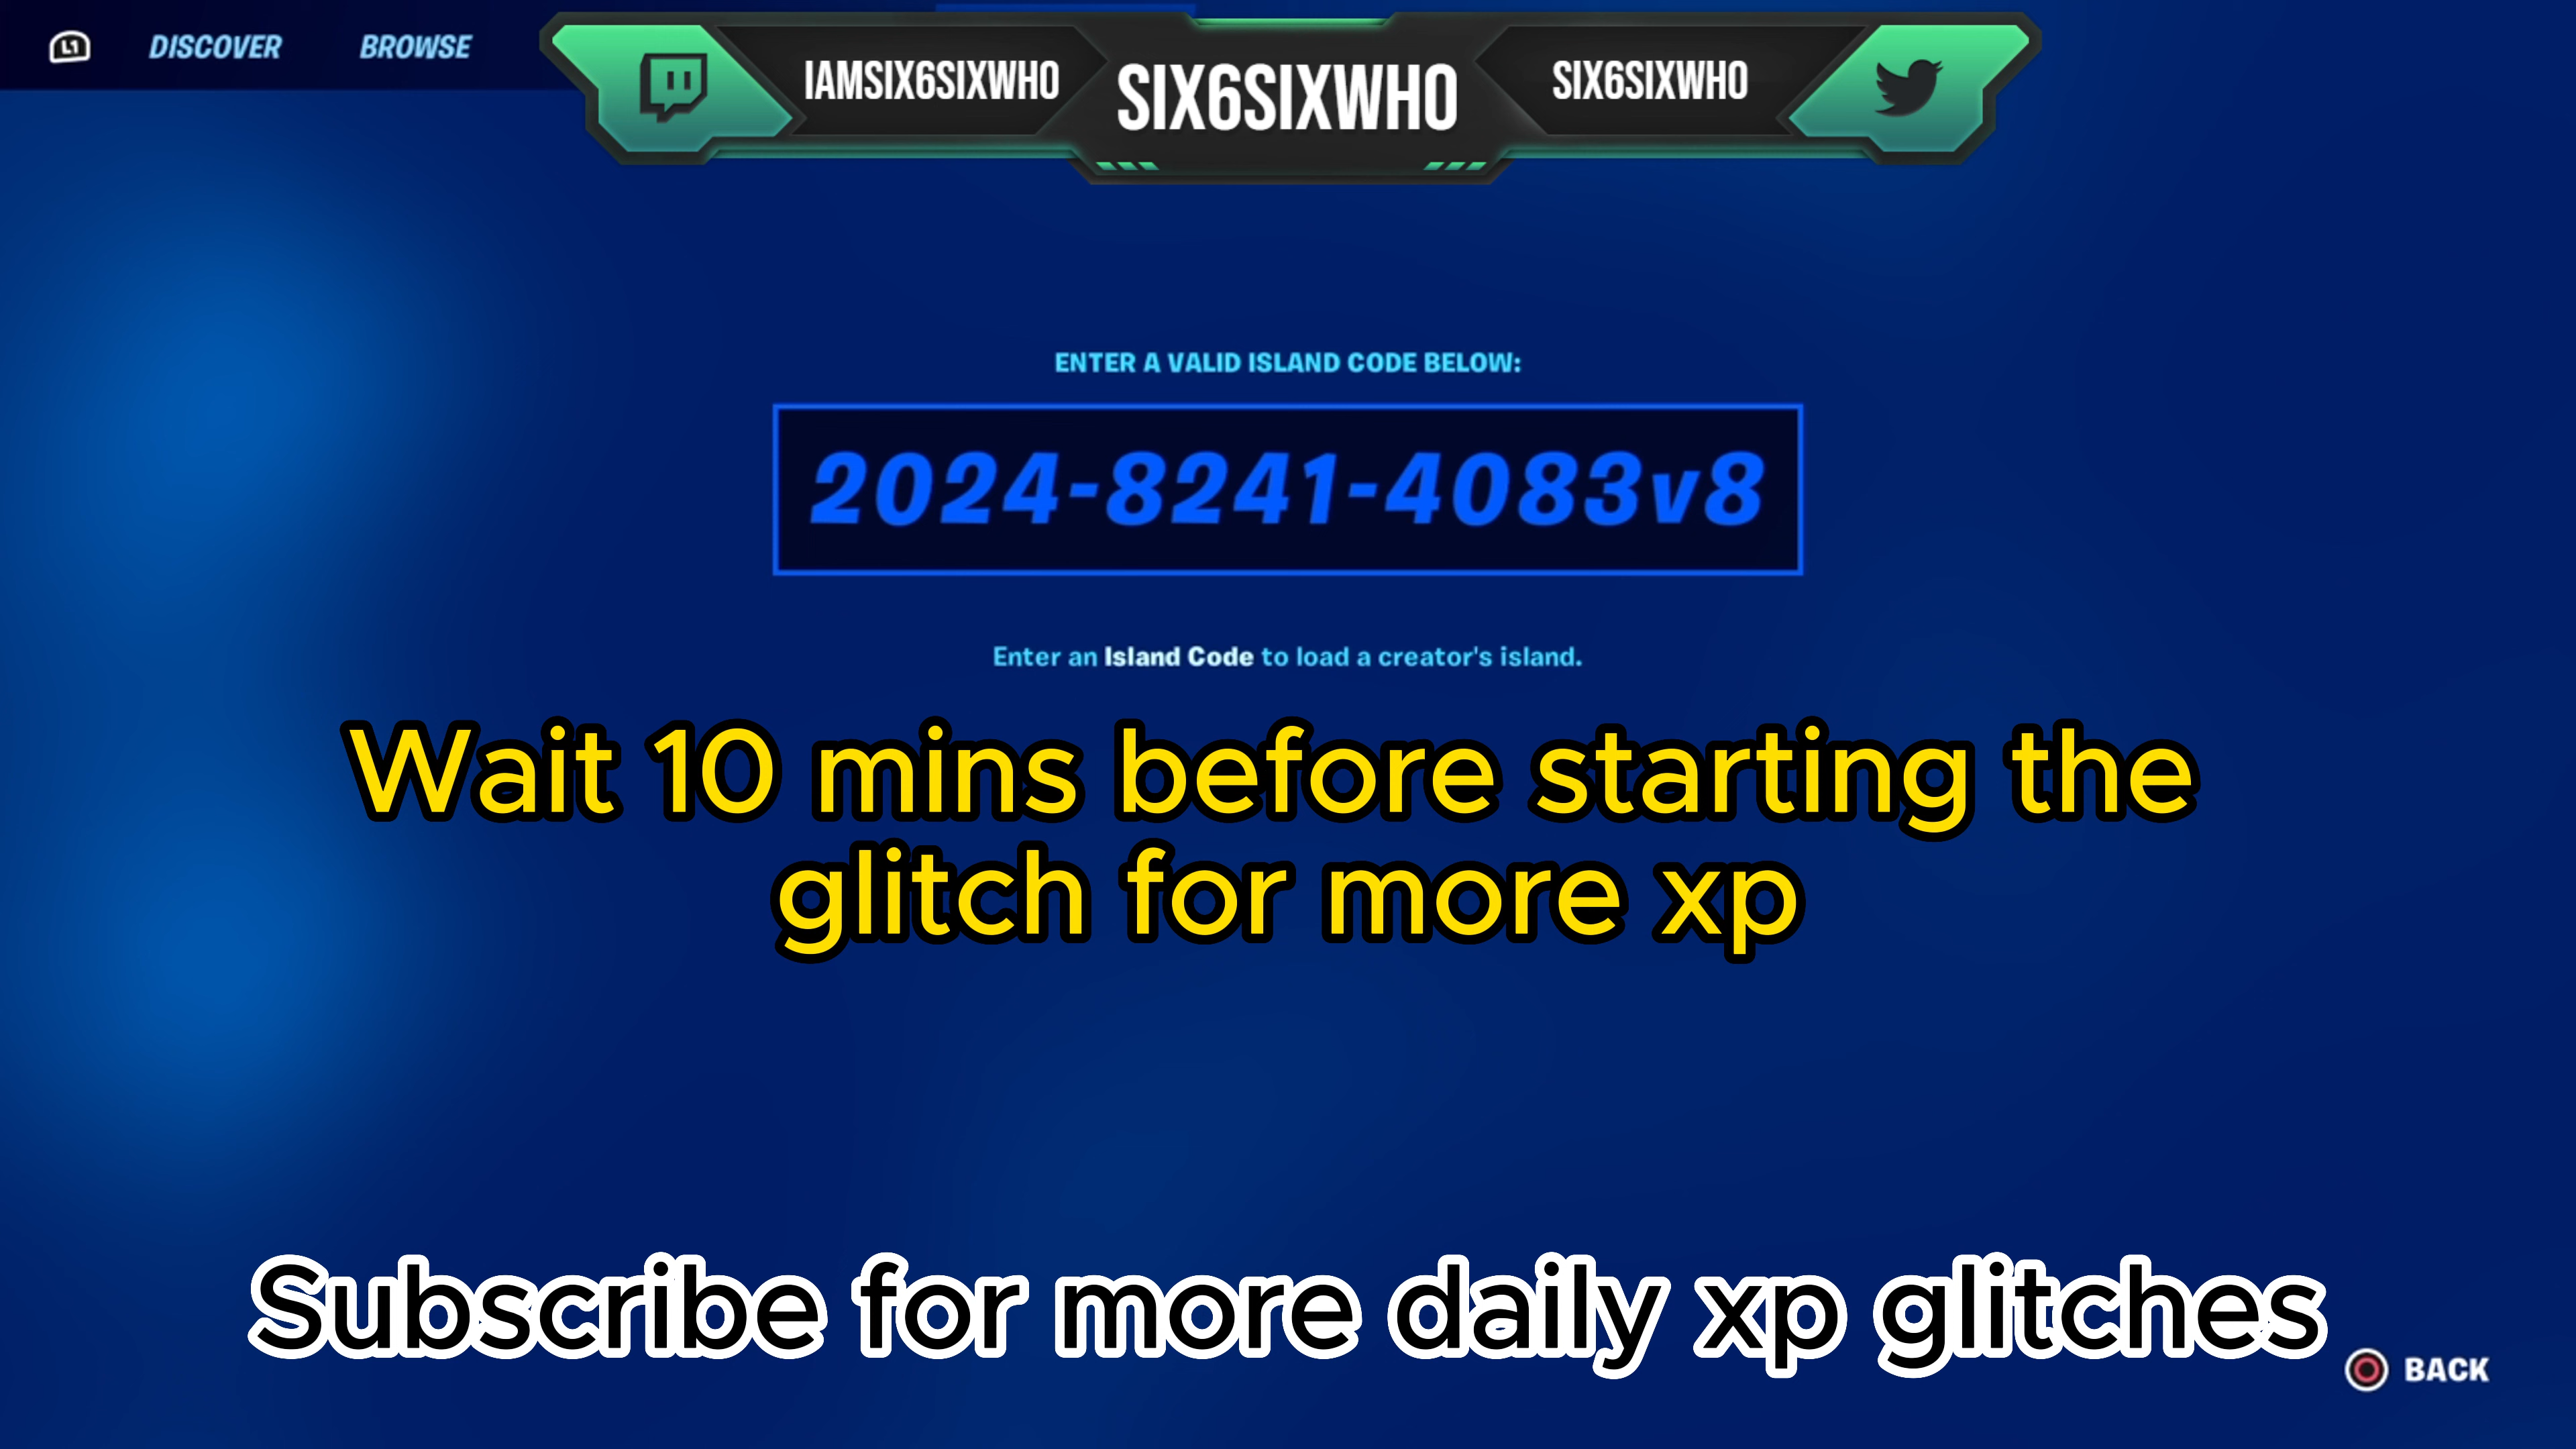 L1 DISCOVER BROWSE
IAMSIX6SIXWHO SIX6SIXWHO SIX6SIXWHO
ENTER A VALID ISLAND CODE BELOW:
2024-8241-4083v8
Enter an Island Code to load a creator's island.
Wait 10 mins before starting the
glitch for more xp
Subscribe for more daily xp glitches
BACK